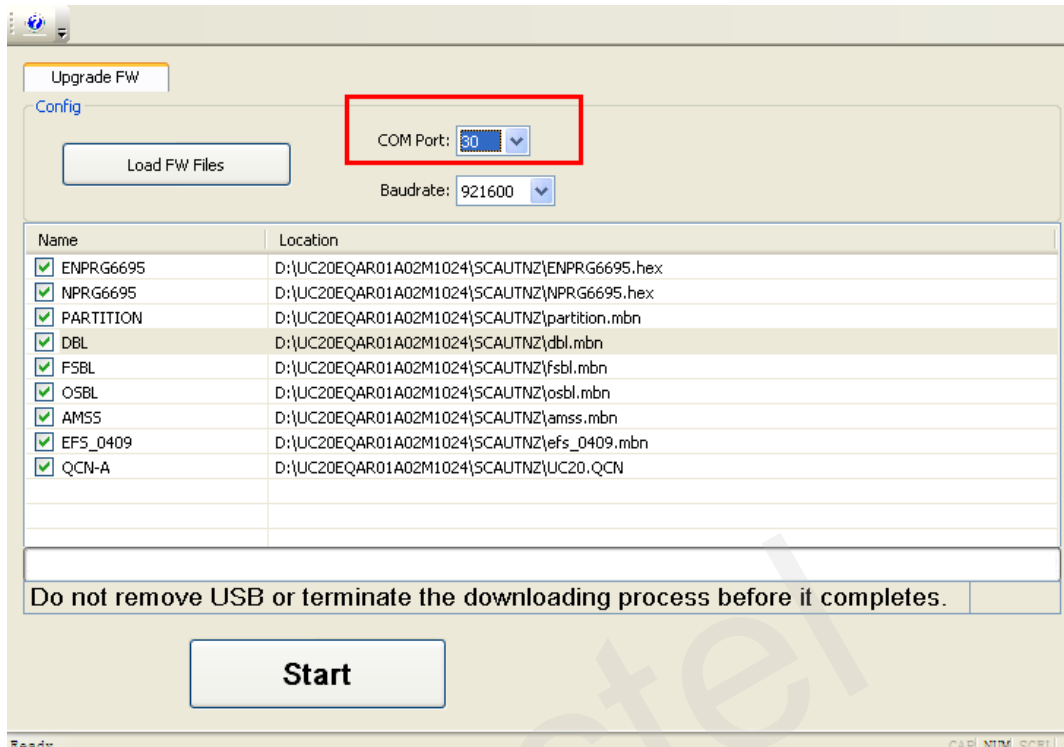 Upgrade FW
Config
COM Port: 30
Load FW Files
Baudrate: 921600
Name Location
ENPRG6695 D:\UC20EQAR01A02M1024\SCAUTNZ\ENPRG6695.hex
NPRG6695 D:\UC20EQAR01A02M1024\SCAUTNZ\NPRG6695.hex
PARTITION D:\UC20EQAR01A02M1024\SCAUTNZ\partition.mbn
DBL D:\UC20EQAR01A02M1024\SCAUTNZ\dbl.mbn
FSBL D:\UC20EQAR01A02M1024\SCAUTNZ\fsbl.mbn
OSBL D:\UC20EQAR01A02M1024\SCAUTNZ\osbl.mbn
AMSS D:\UC20EQAR01A02M1024\SCAUTNZ\amss.mbn
EFS_0409 D:\UC20EQAR01A02M1024\SCAUTNZ\efs_0409.mbn
QCN-A D:\UC20EQAR01A02M1024\SCAUTNZ\UC20.QCN
Do not remove USB or terminate the downloading process before it completes.
Start
Ready CAP NUM SCRL